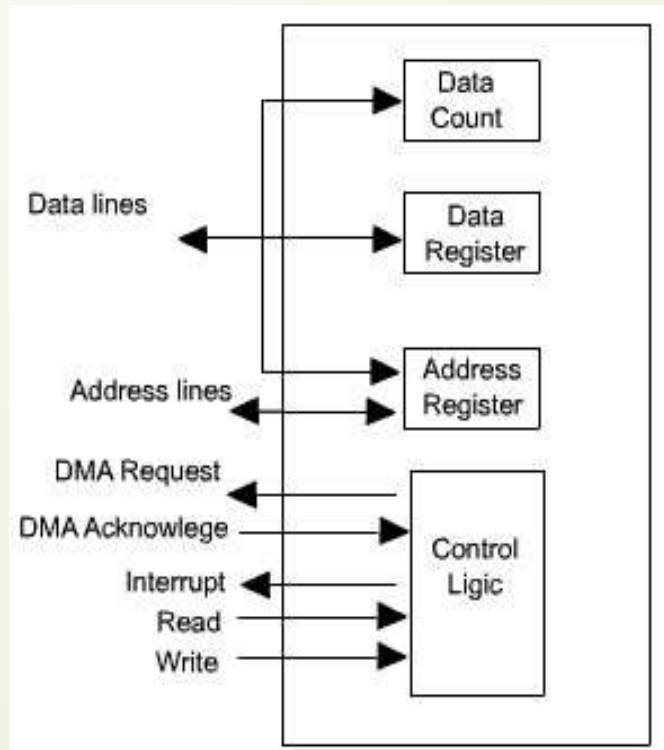 Data
Count
Data lines
Data
Register
Address lines
Address
Register
DMA Request
DMA Acknowlege
Interrupt
Read
Write
Control
Ligic